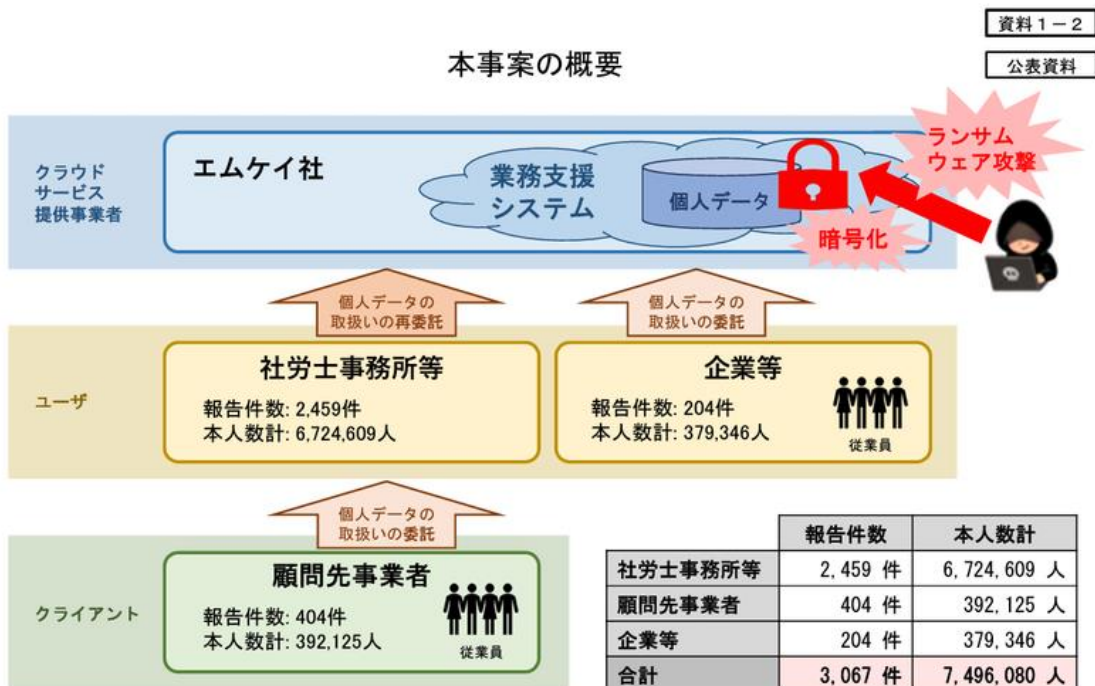 資料１－２
公表資料
本事案の概要
クラウド
サービス
提供事業者
エムケイ社
業務支援
システム
個人データ
ランサム
ウェア攻撃
暗号化
個人データの
取扱いの再委託
個人データの
取扱いの委託
ユーザ
社労士事務所等
報告件数: 2,459件
本人数計: 6,724,609人
企業等
報告件数: 204件
本人数計: 379,346人
従業員
個人データの
取扱いの委託
クライアント
顧問先事業者
報告件数: 404件
本人数計: 392,125人
従業員
報告件数 本人数計
社労士事務所等 2,459 件 6,724,609 人
顧問先事業者 404 件 392,125 人
企業等 204 件 379,346 人
合計 3,067 件 7,496,080 人